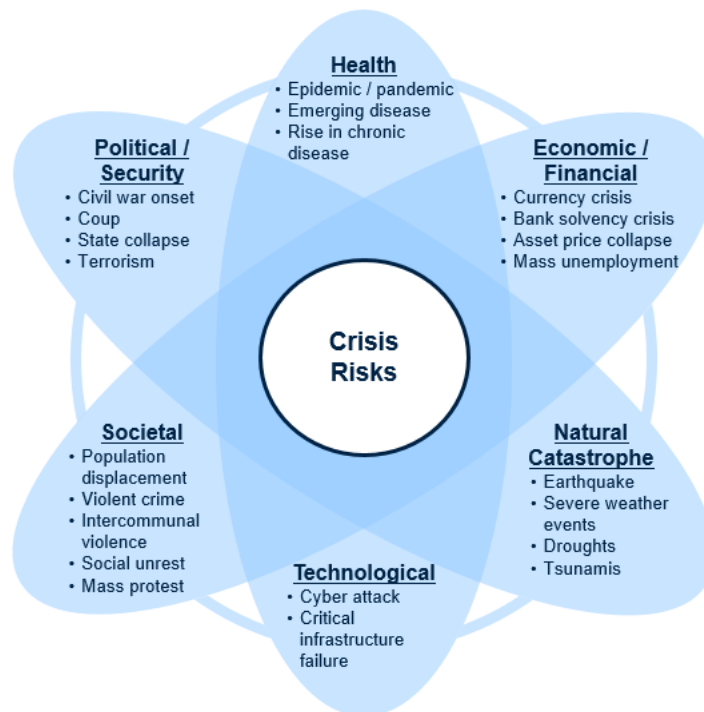 Health
• Epidemic / pandemic
• Emerging disease
• Rise in chronic
disease
Political /
Security
• Civil war onset
• Coup
• State collapse
• Terrorism
Economic /
Financial
• Currency crisis
• Bank solvency crisis
• Asset price collapse
• Mass unemployment
Crisis
Risks
Societal
• Population
displacement
• Violent crime
• Intercommunal
violence
• Social unrest
• Mass protest
Natural
Catastrophe
• Earthquake
• Severe weather
events
• Droughts
• Tsunamis
Technological
• Cyber attack
• Critical
infrastructure
failure